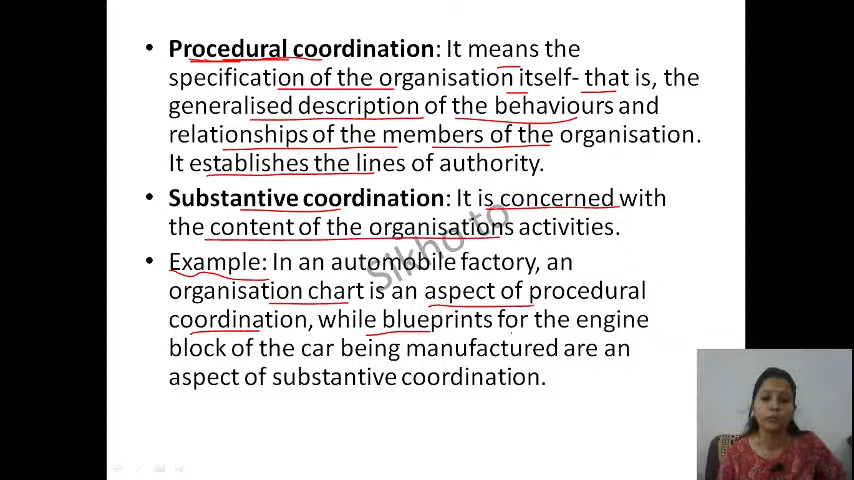 • Procedural coordination: It means the
specification of the organisation itself- that is, the
generalised description of the behaviours and
relationships of the members of the organisation.
It establishes the lines of authority.
• Substantive coordination: It is concerned with
the content of the organisations activities.
Sikho to
• Example: In an automobile factory, an
organisation chart is an aspect of procedural
coordination, while blueprints for the engine
block of the car being manufactured are an
aspect of substantive coordination.